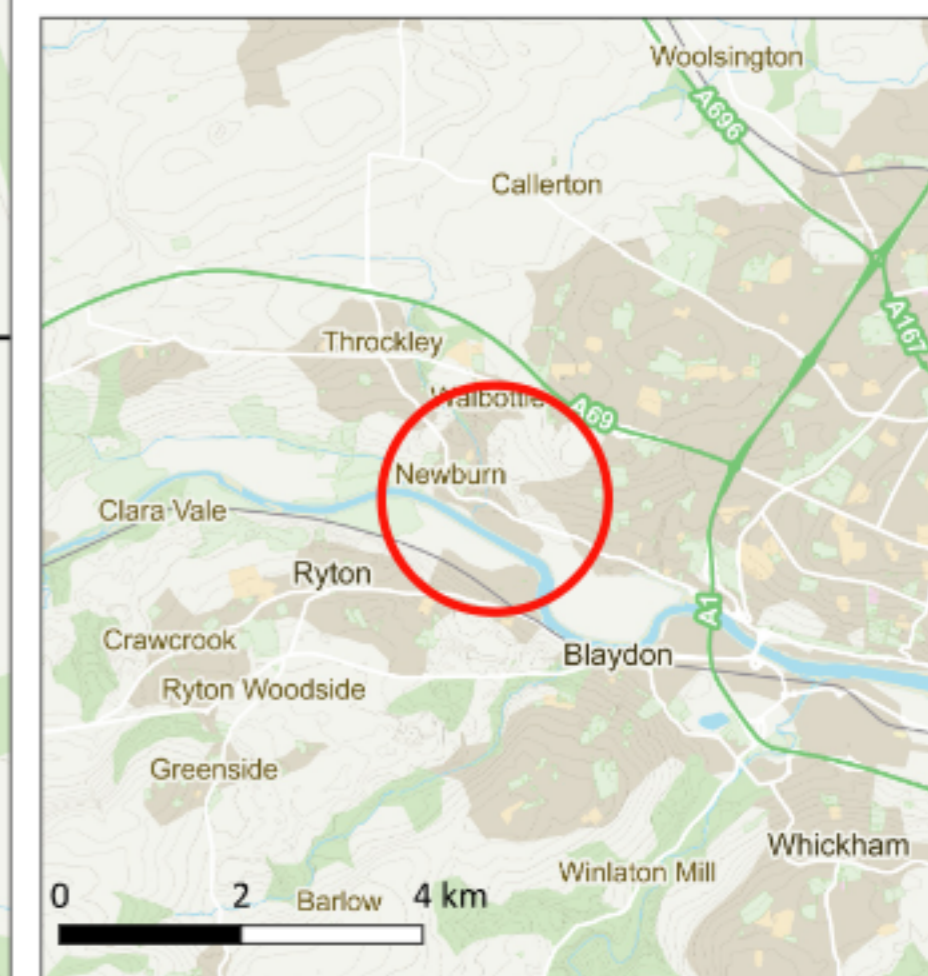 Woolsington
A696
Callerton
A167
Throckley
Walbottle
A69
Newburn
Clara Vale
Ryton
A1
Crawcrook
Blaydon
Ryton Woodside
Greenside
Whickham
Winlaton Mill
0 2 4 km
Barlow